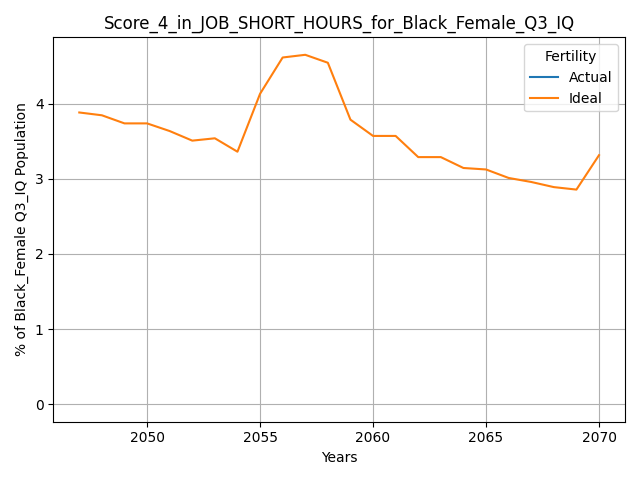 Score_4_in_JOB_SHORT_HOURS_for_Black_Female_Q3_IQ
Fertility
Actual
Ideal
% of Black_Female Q3_IQ Population
4
3
2
1
0
2050 2055 2060 2065 2070
Years